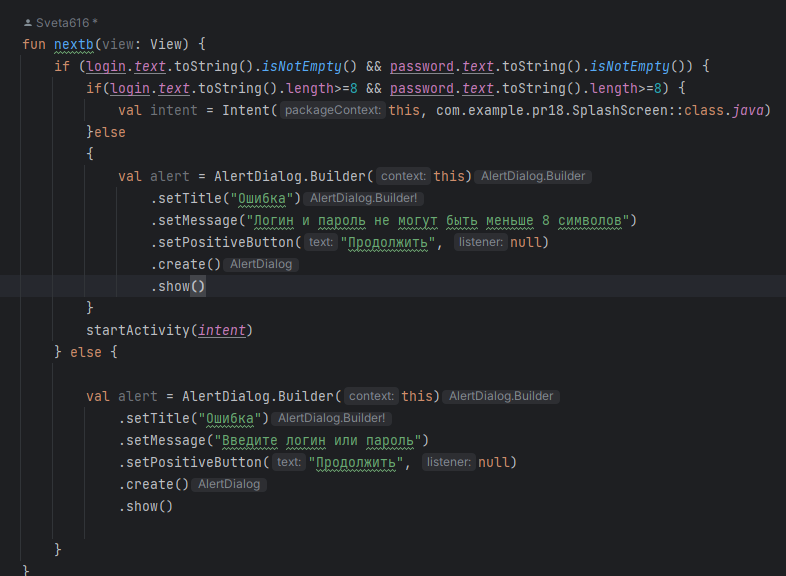 Sveta616 *
fun nextb(view: View) {
if (login.text.toString().isNotEmpty() && password.text.toString().isNotEmpty()) {
if(login.text.toString().length>=8 && password.text.toString().length>=8) {
val intent = Intent( packageContext: this, com.example.pr18.SplashScreen::class.java)
}else
{
val alert = AlertDialog.Builder( context: this) AlertDialog.Builder
.setTitle("Ошибка") AlertDialog.Builder!
.setMessage("Логин и пароль не могут быть меньше 8 символов")
.setPositiveButton( text: "Продолжить", listener: null)
.create() AlertDialog
.show()
}
startActivity(intent)
} else {
val alert = AlertDialog.Builder( context: this) AlertDialog.Builder
.setTitle("Ошибка") AlertDialog.Builder!
.setMessage("Введите логин или пароль")
.setPositiveButton( text: "Продолжить", listener: null)
.create() AlertDialog
.show()
}
}